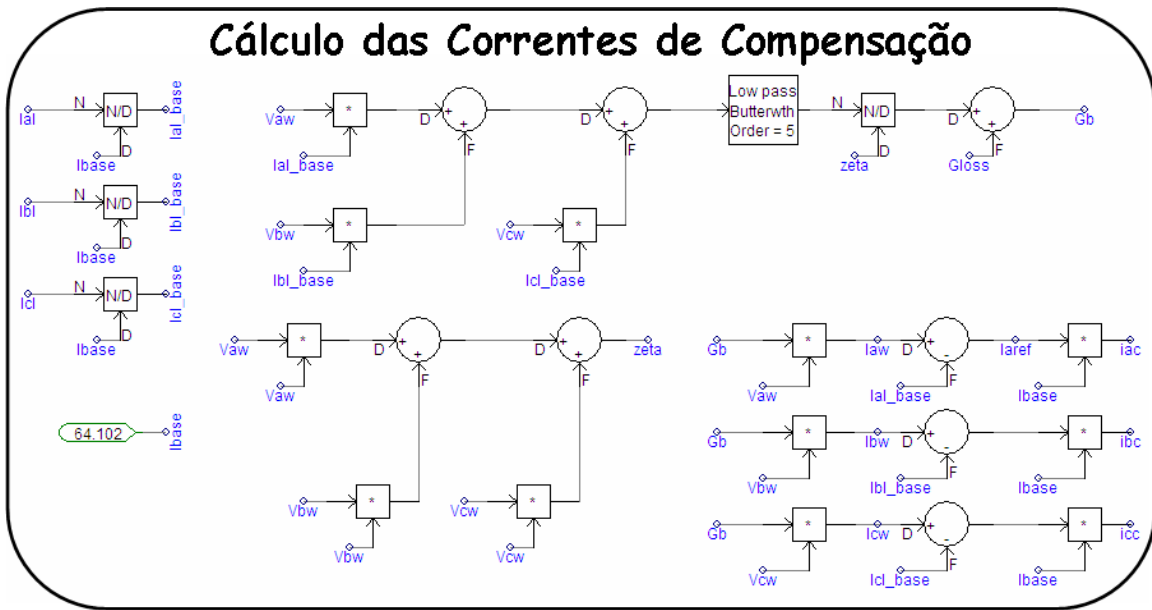 Cálculo das Correntes de Compensação
Ial N N/D Ial_base
D
Ibase
Ibl N N/D Ibl_base
D
Ibase
Icl N N/D Icl_base
D
Ibase
64.102 Ibase
Vaw * D + + F D + + F Low pass Butterwth Order = 5 N N/D D + + F Gb
Ial_base zeta D Gloss
Vbw * Vcw *
Ibl_base Icl_base
Vaw * D + + F D + + F zeta
Vaw
Vbw * Vcw *
Vbw Vcw
Gb * Iaw D + - F Iaref * iac
Vaw Ial_base Ibase
Gb * Ibw D + - F * ibc
Vbw Ibl_base Ibase
Gb * Icw D + - F * icc
Vcw Icl_base Ibase